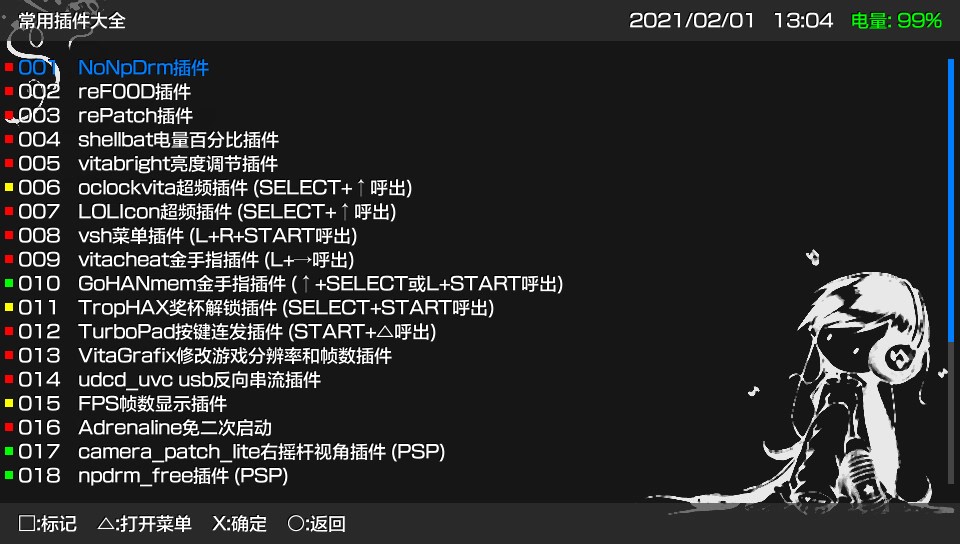 常用插件大全 2021/02/01 13:04 电量: 99%
001 NoNpDrm插件
002 reF00D插件
003 rePatch插件
004 shellbat电量百分比插件
005 vitabright亮度调节插件
006 oclockvita超频插件 (SELECT+↑呼出)
007 LOLIcon超频插件 (SELECT+↑呼出)
008 vsh菜单插件 (L+R+START呼出)
009 vitacheat金手指插件 (L+→呼出)
010 GoHANmem金手指插件 (↑+SELECT或L+START呼出)
011 TropHAX奖杯解锁插件 (SELECT+START呼出)
012 TurboPad按键连发插件 (START+△呼出)
013 VitaGrafix修改游戏分辨率和帧数插件
014 udcd_uvc usb反向串流插件
015 FPS帧数显示插件
016 Adrenaline免二次启动
017 camera_patch_lite右摇杆视角插件 (PSP)
018 npdrm_free插件 (PSP)
□:标记 △:打开菜单 X:确定 ○:返回